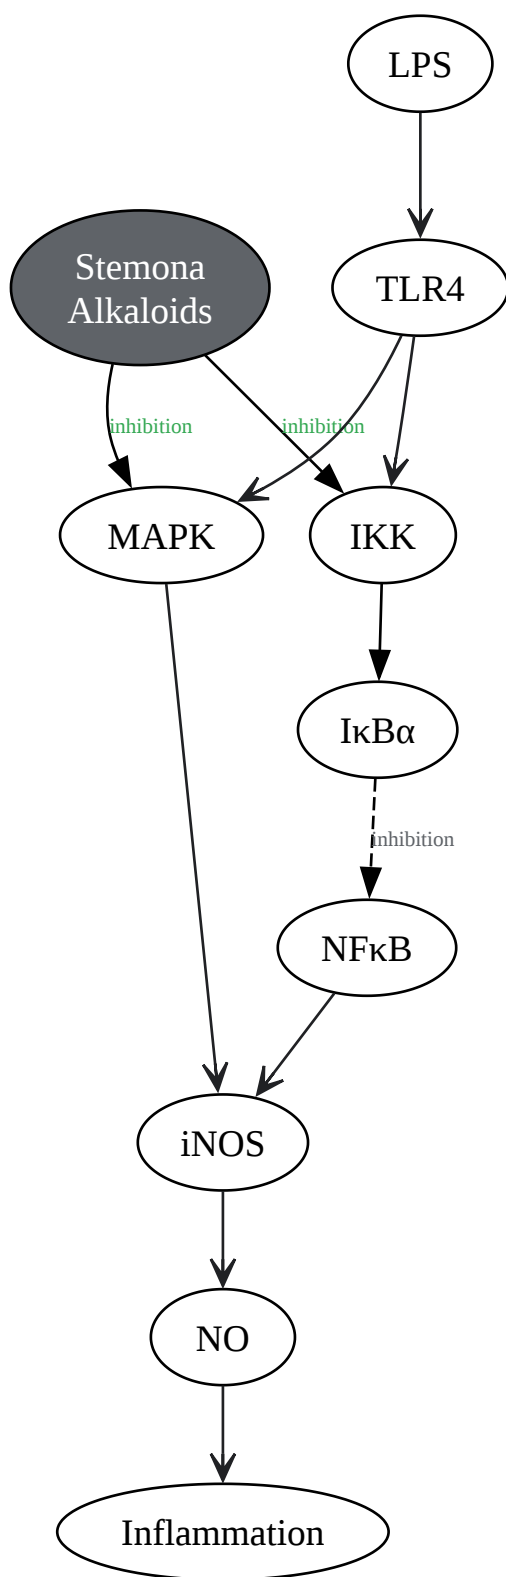 LPS
Stemona
Alkaloids
TLR4
inhibition
inhibition
MAPK
IKK
IκBα
inhibition
NFκB
iNOS
NO
Inflammation